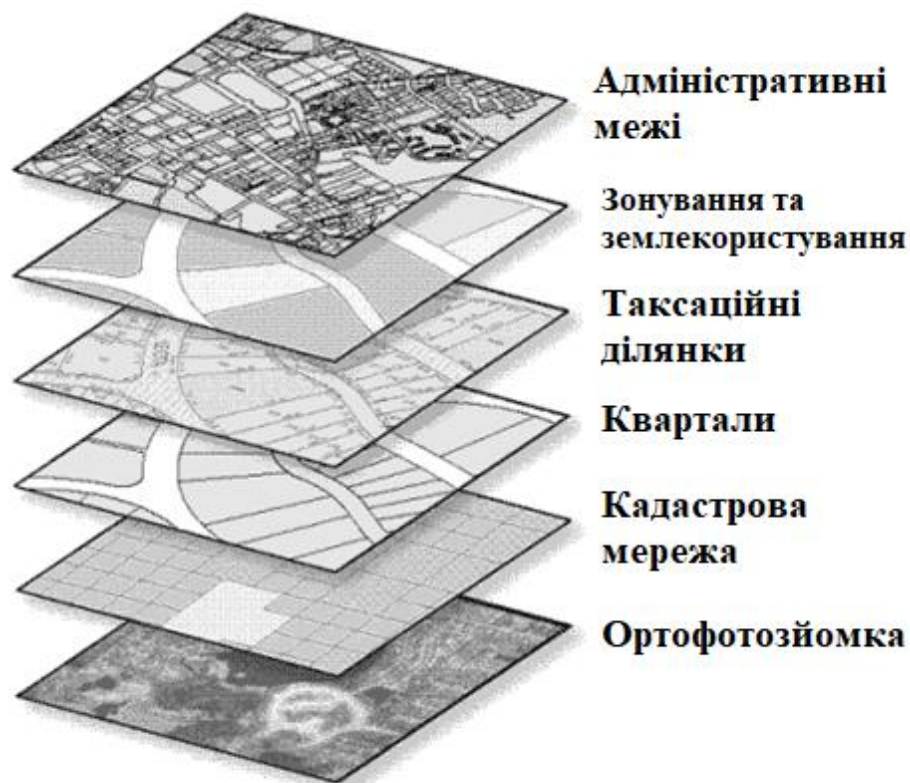 Адміністративні
межі
Зонування та
землекористування
Таксаційні
ділянки
Квартали
Кадастрова
мережа
Ортофотозйомка